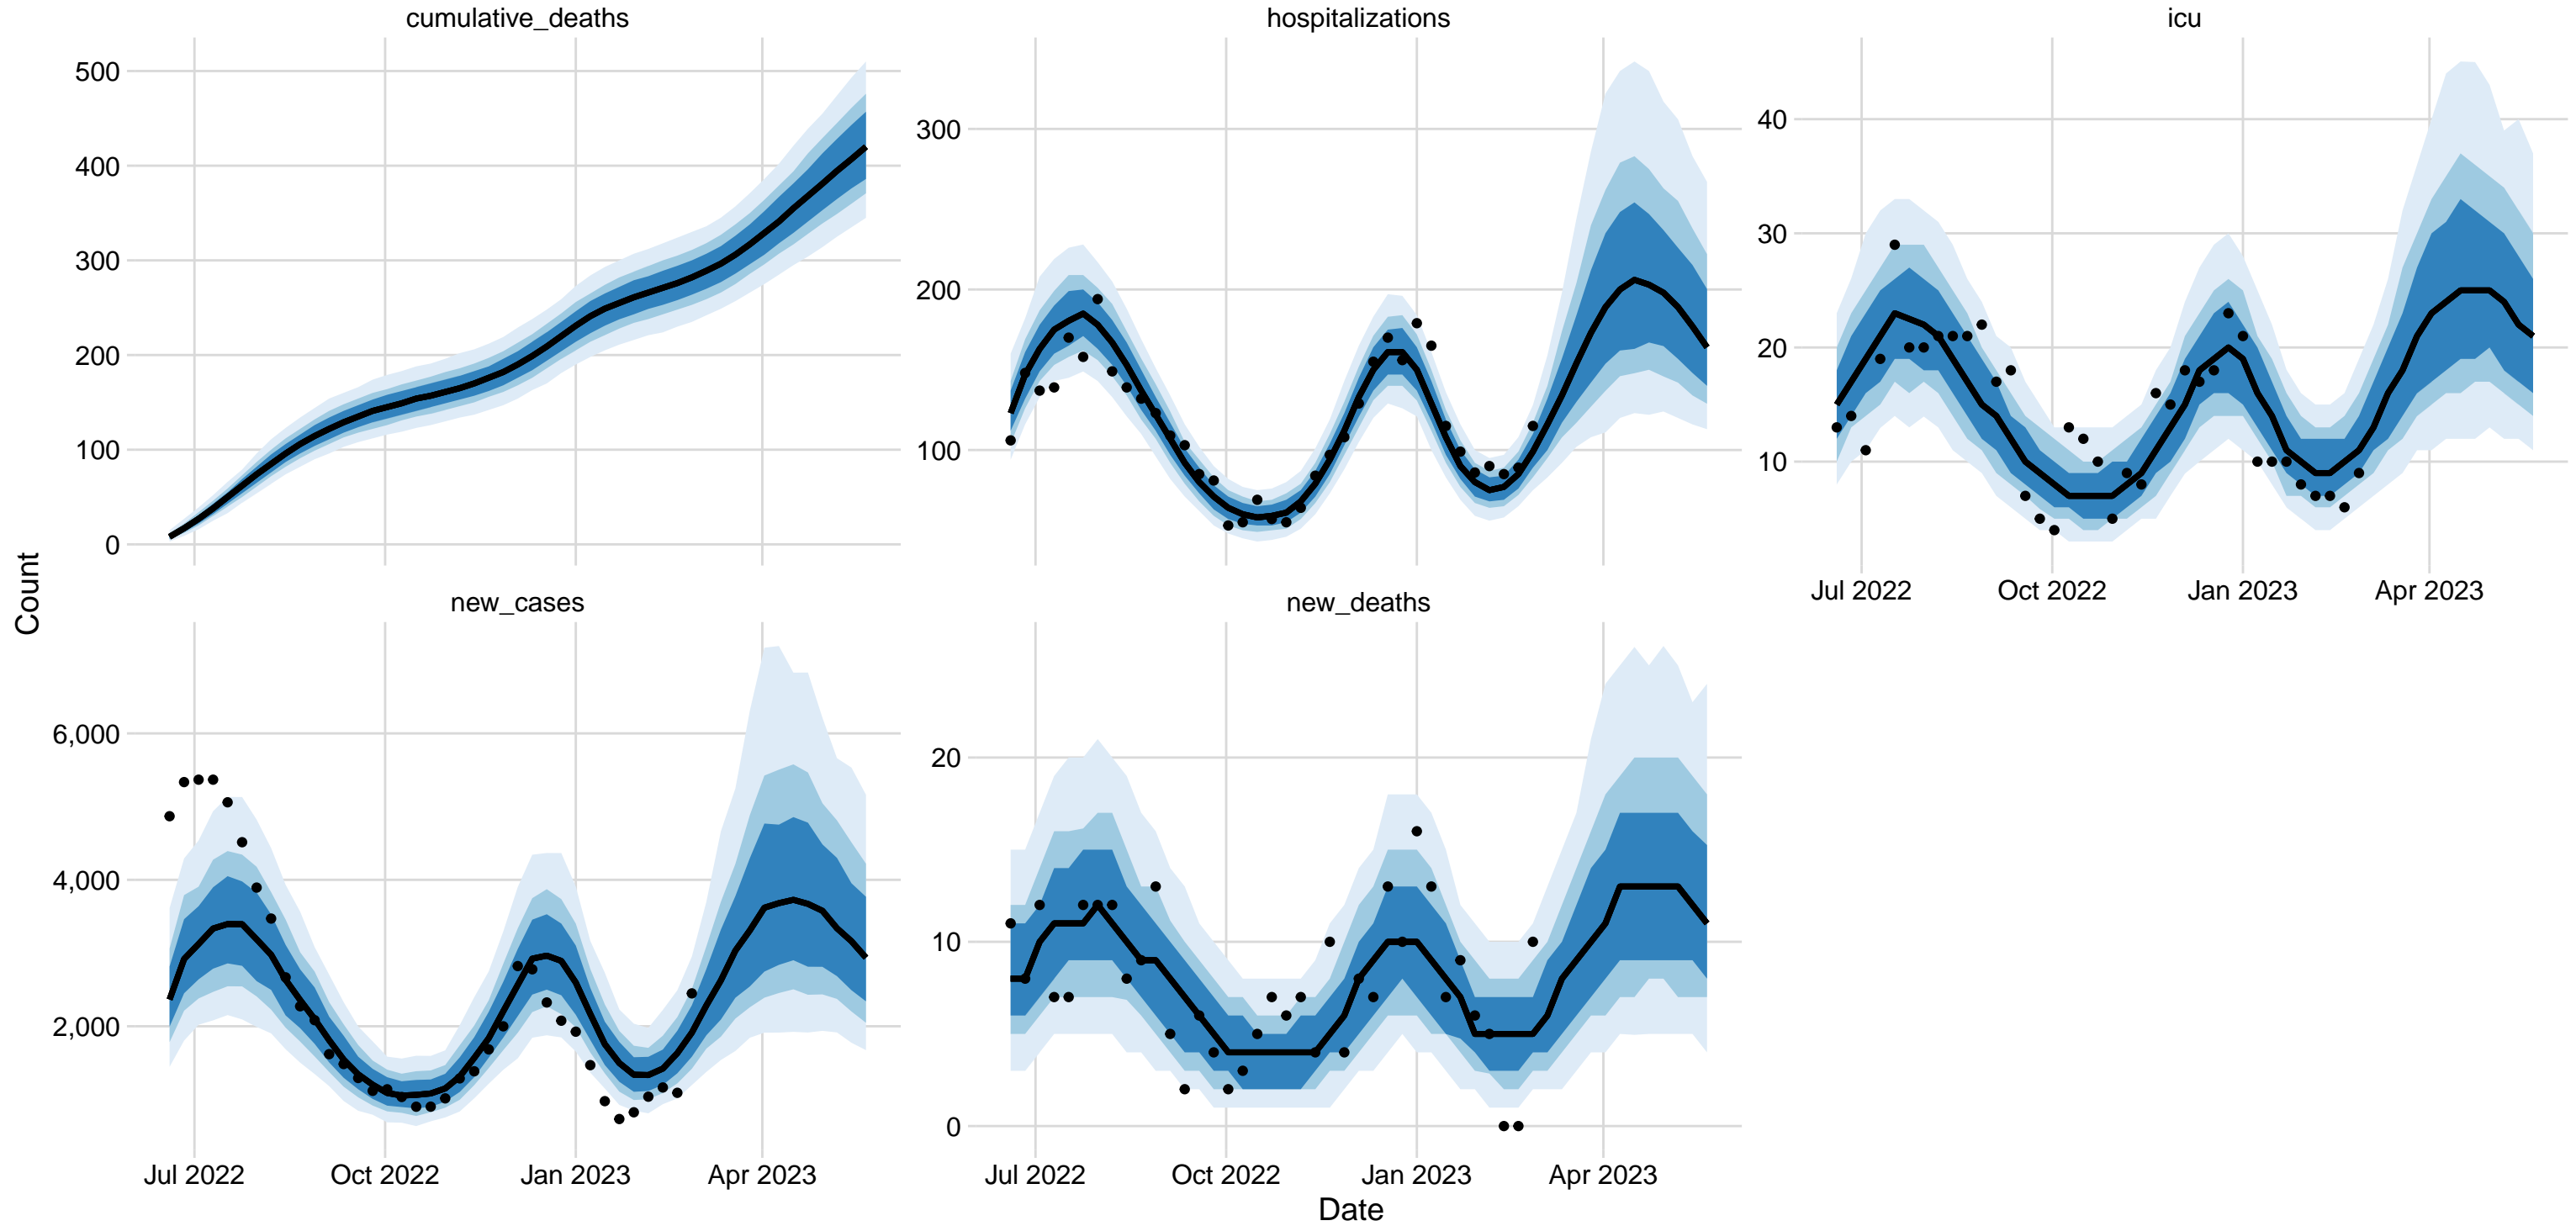 cumulative_deaths
hospitalizations
icu
500
400
300
200
100
0
300
200
100
40
30
20
10
Jul 2022
Oct 2022
Jan 2023
Apr 2023
Count
new_cases
new_deaths
6,000
4,000
2,000
20
10
0
Jul 2022
Oct 2022
Jan 2023
Apr 2023
Jul 2022
Oct 2022
Jan 2023
Apr 2023
Date